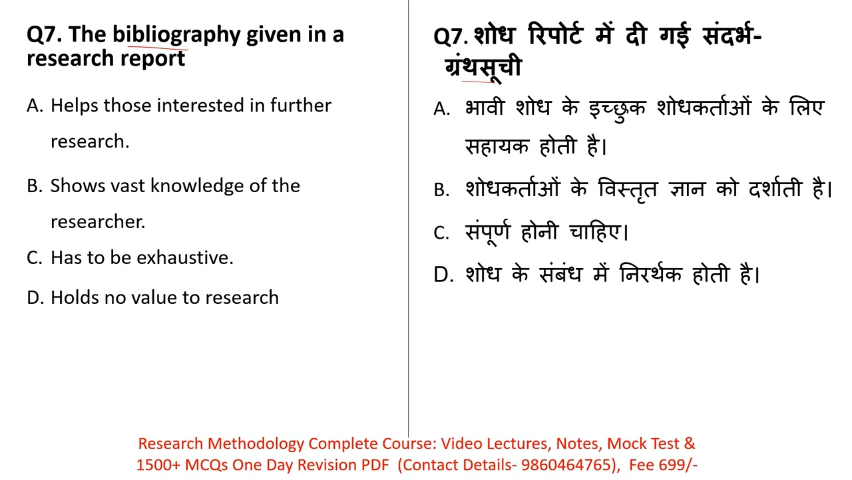 Q7. The bibliography given in a
research report
A. Helps those interested in further
research.
B. Shows vast knowledge of the
researcher.
C. Has to be exhaustive.
D. Holds no value to research
Q7. शोध रिपोर्ट में दी गई संदर्भ-
ग्रंथसूची
A. भावी शोध के इच्छुक शोधकर्ताओं के लिए
सहायक होती है।
B. शोधकर्ताओं के विस्तृत ज्ञान को दर्शाती है।
C. संपूर्ण होनी चाहिए।
D. शोध के संबंध में निरर्थक होती है।
Research Methodology Complete Course: Video Lectures, Notes, Mock Test &
1500+ MCQs One Day Revision PDF (Contact Details- 9860464765), Fee 699/-